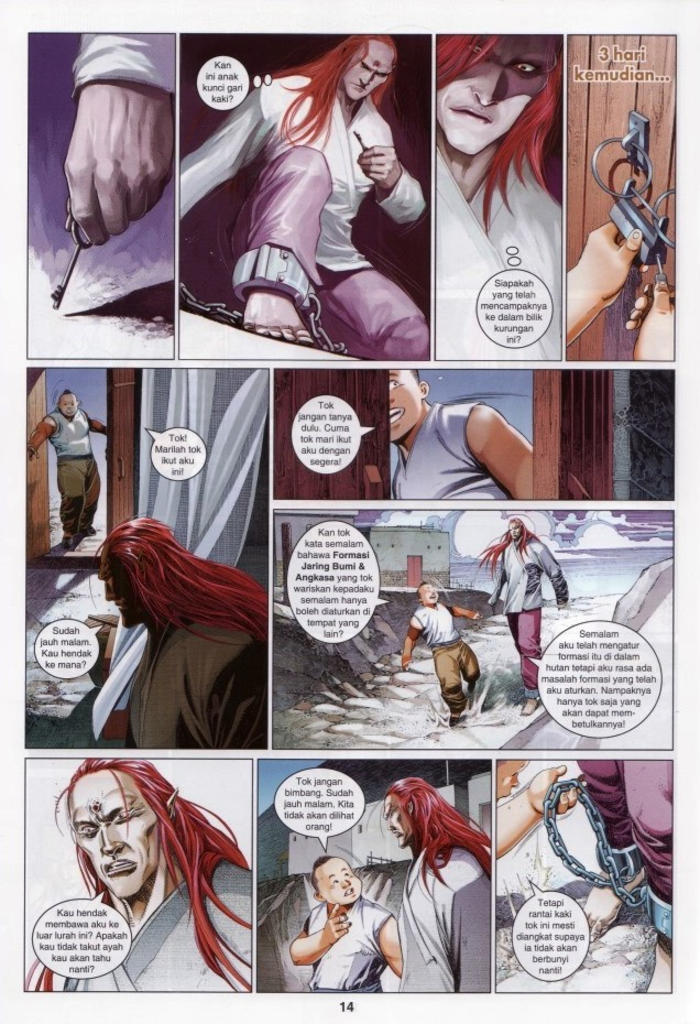 Kan
ini anak
kunci gari
kaki?
Siapakah
yang telah
mencampaknya
ke dalam bilik
kurungan
ini?
3 hari
kemudian...
Tok!
Marilah tok
ikut aku
ini!
Sudah
jauh malam.
Kau hendak
ke mana?
Tok
jangan tanya
dulu. Cuma
tok mari ikut
aku dengan
segera!
Kan tok
kata semalam
bahawa Formasi
Jaring Bumi &
Angkasa yang tok
wariskan kepadaku
semalam hanya
boleh diaturkan di
tempat yang
lain?
Semalam
aku telah mengatur
formasi itu di dalam
hutan tetapi aku rasa ada
masalah formasi yang telah
aku aturkan. Nampaknya
hanya tok saja yang
akan dapat mem-
betulkannya!
Kau hendak
membawa aku ke
luar lurah ini? Apakah
kau tidak takut ayah
kau akan tahu
nanti?
Tok jangan
bimbang. Sudah
jauh malam. Kita
tidak akan dilihat
orang!
Tetapi
rantai kaki
tok ini mesti
diangkat supaya
ia tidak akan
berbunyi
nanti!
14